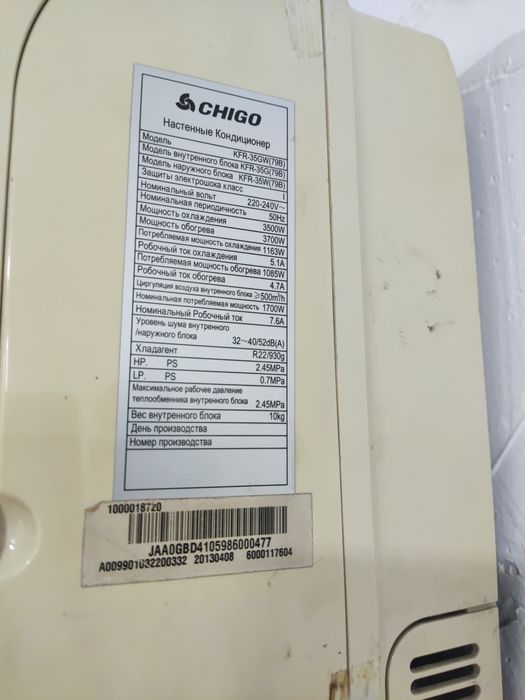 CHIGO
Настенные Кондиционер
Модель KFR-35GW(79B)
Модель внутренного блока KFR-35G(79B)
Модель наружного блока KFR-35W(79B)
Защиты электрошока класс I
Номинальный вольт 220-240V~
Номинальная периодичность 50Hz
Мощность охлаждения 3500W
Мощность обогрева 3700W
Потребляемая мощность охлаждения 1163W
Робочный ток охлаждения 5.1A
Потребляемая мощность обогрева 1085W
Робочный ток обогрева 4.7A
Циргуляция воздуха внутренного блока ≥500m³/h
Номинальная потребляемая мощность 1700W
Номинальный Робочный ток 7.6A
Уровень шума внутренного
/наружного блока 32~40/52dB(A)
Хладагент R22/930g
HP. PS 2.45MPa
LP. PS 0.7MPa
Максимальное рабочее давление
теплообменника внутренного блока 2.45MPa
Вес внутренного блока 10kg
День производства
Номер производства
1000018720
JAA0GBD4105986000477
A009901032200332 20130408 6000117604